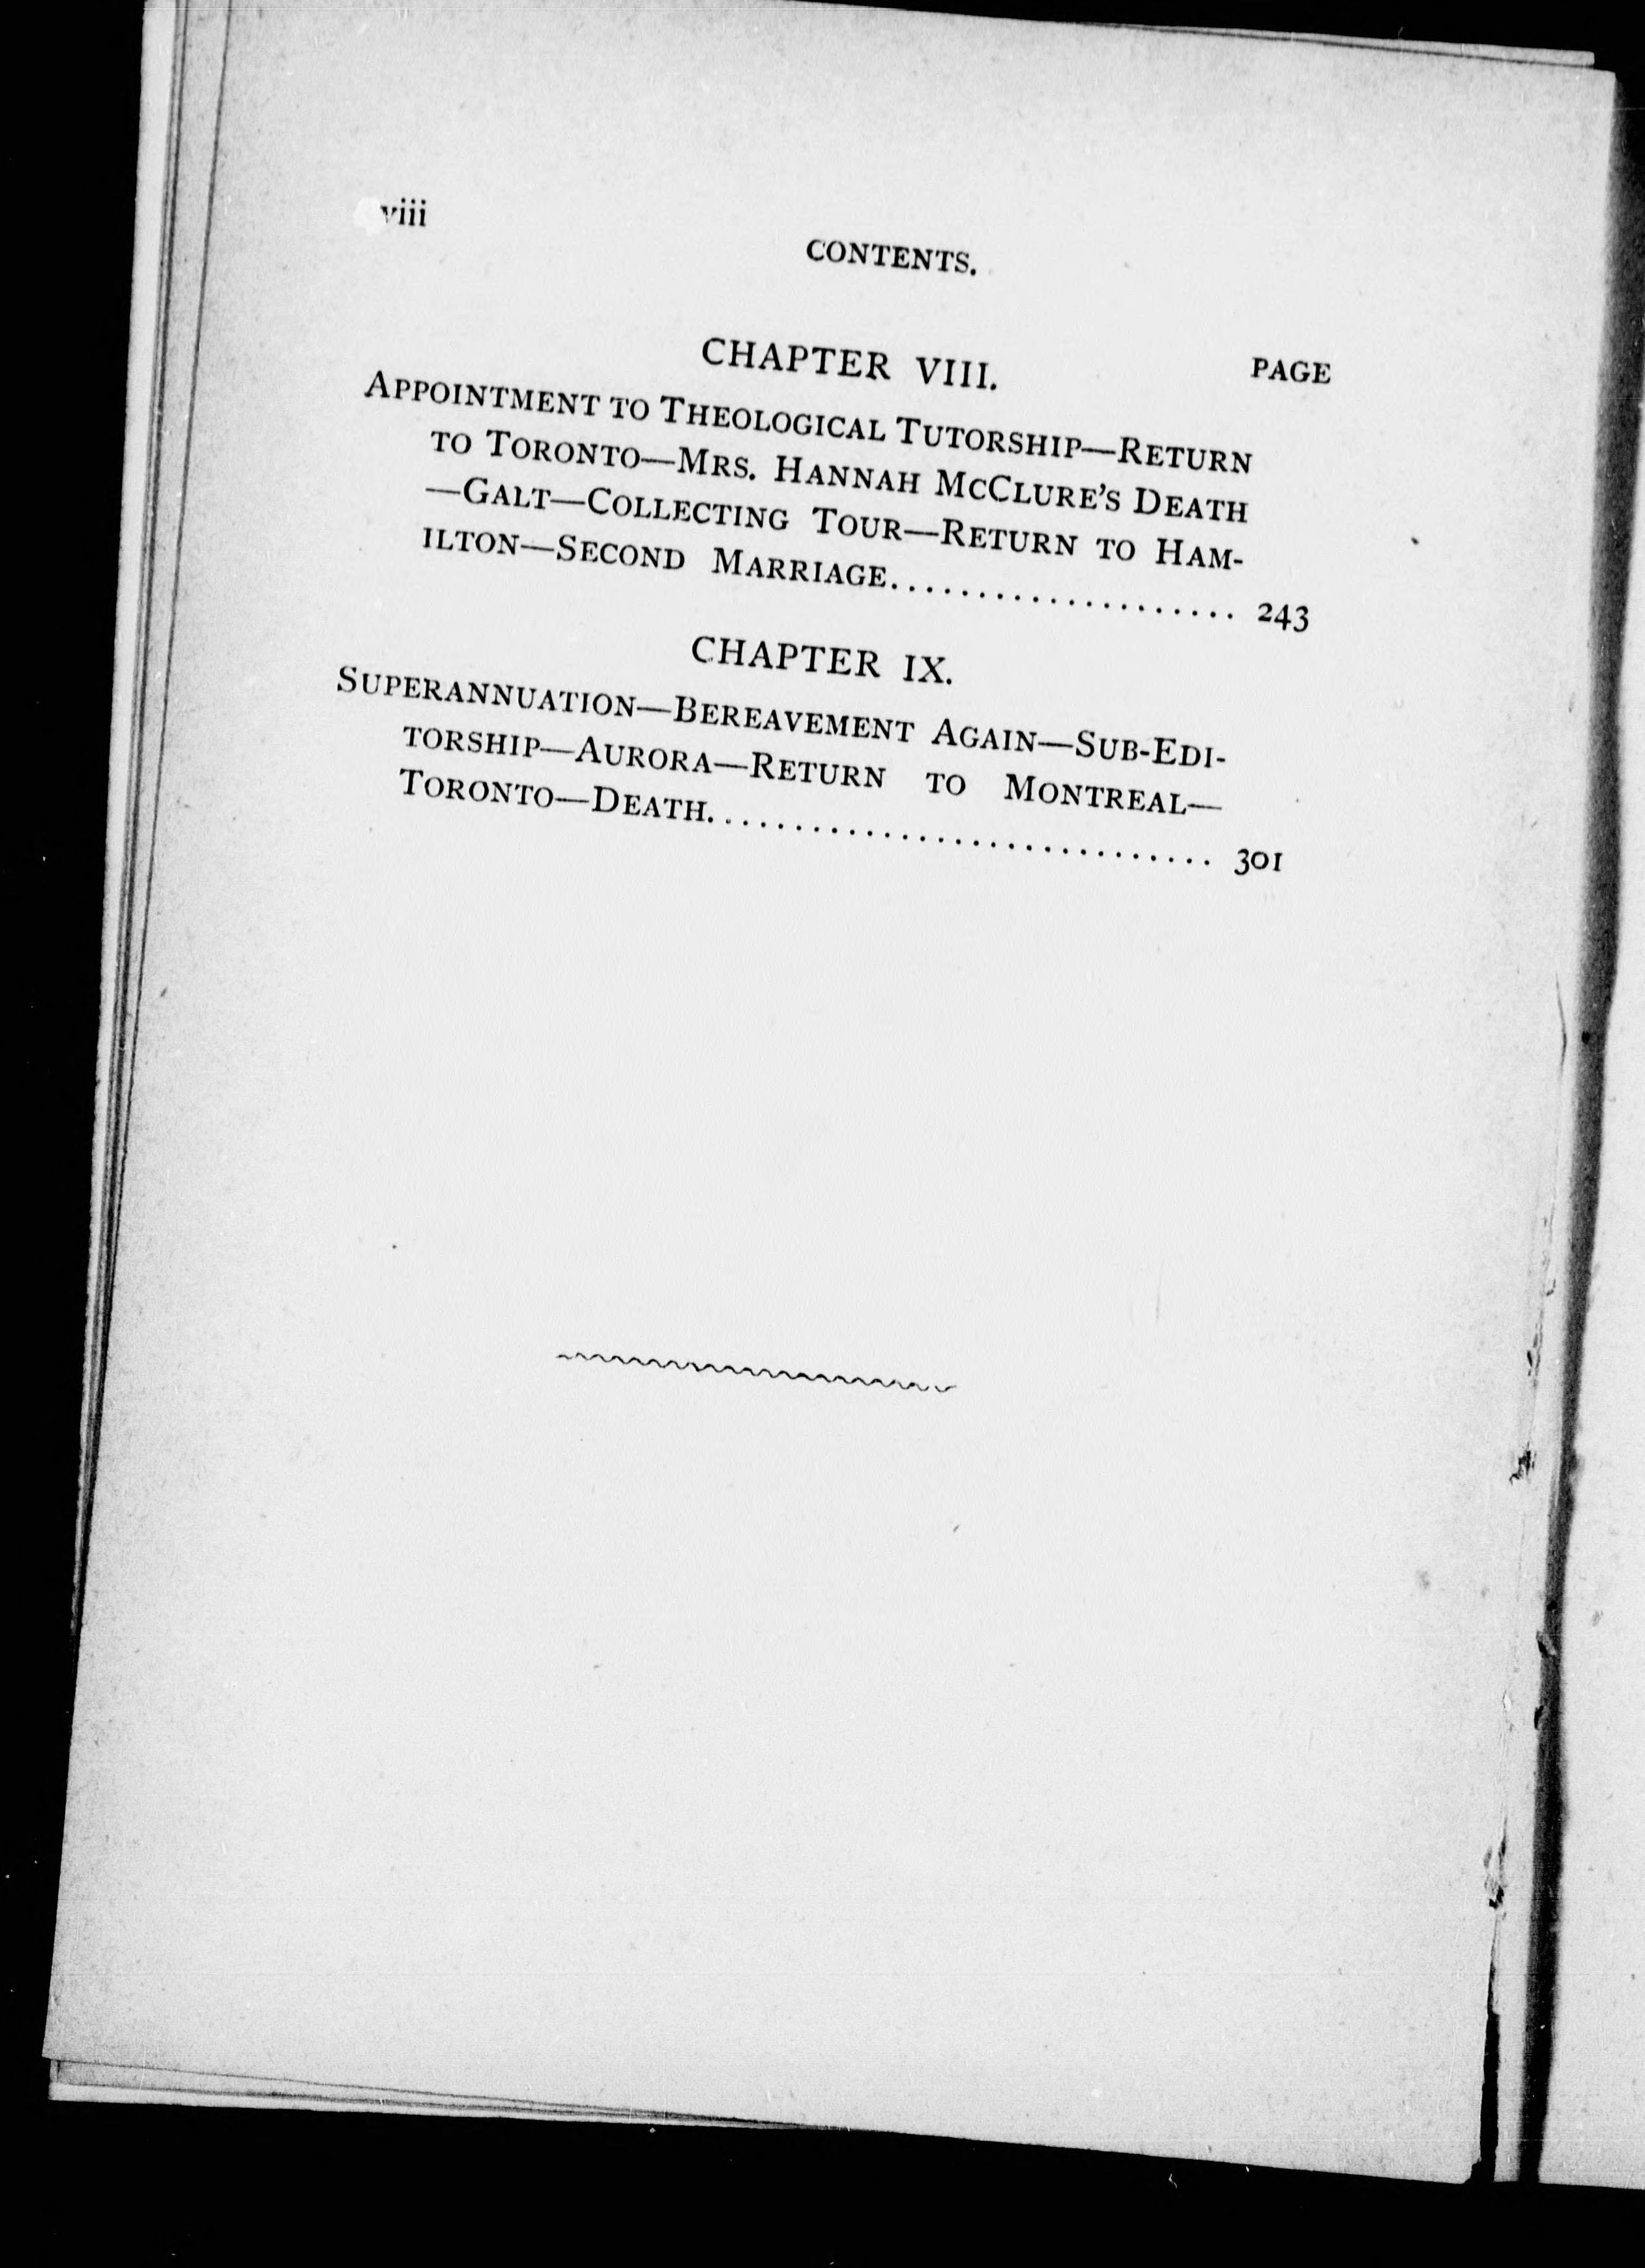 viii
CONTENTS.
CHAPTER VIII.
PAGE
APPOINTMENT TO THEOLOGICAL TUTORSHIP—RETURN
TO TORONTO—MRS. HANNAH MCCLURE'S DEATH
—GALT—COLLECTING TOUR—RETURN TO HAM-
ILTON—SECOND MARRIAGE........................ 243
CHAPTER IX.
SUPERANNUATION—BEREAVEMENT AGAIN—SUB-EDI-
TORSHIP—AURORA—RETURN TO MONTREAL—
TORONTO—DEATH.............................. 301